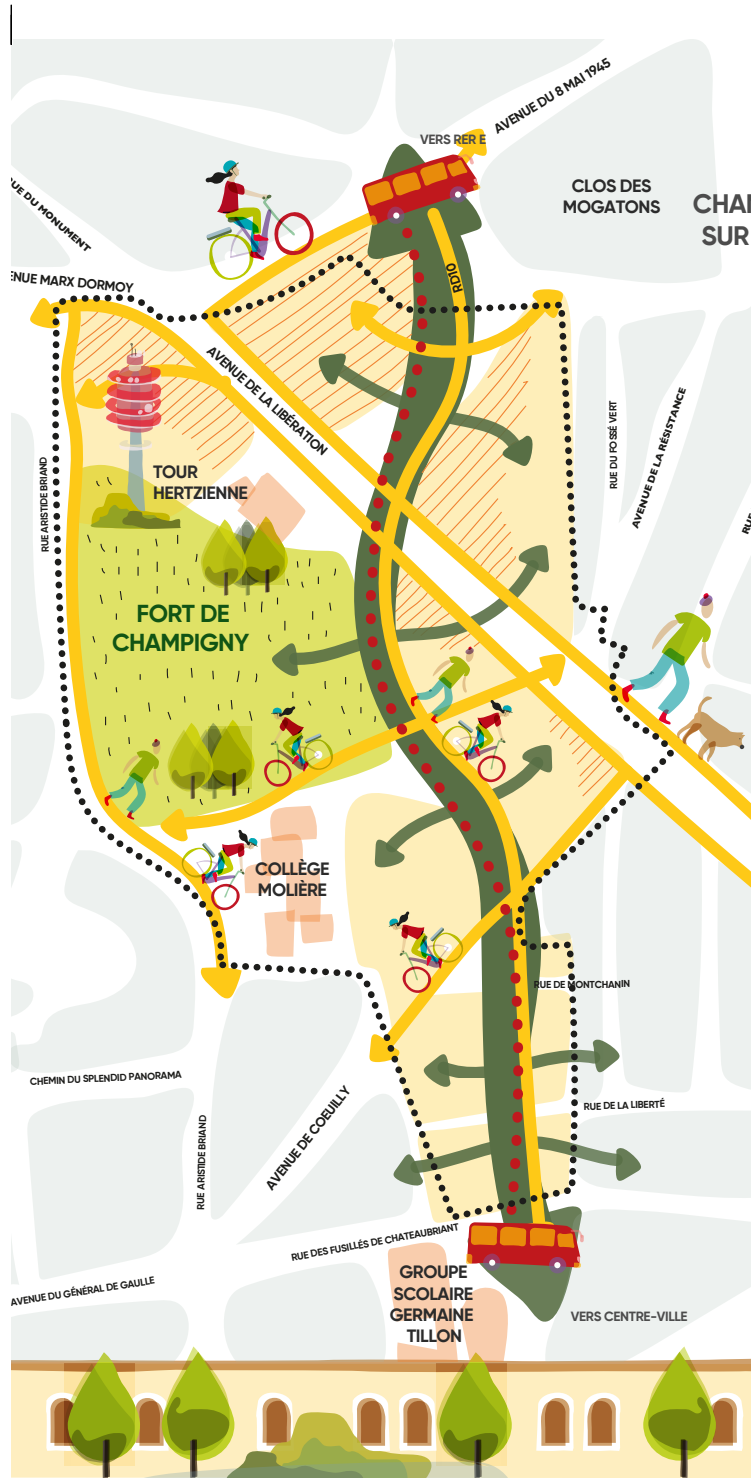 AVENUE DU 8 MAI 1945
VERS RER E
CLOS DES
MOGATONS
CHA
SUR
RUE DU MONUMENT
ENUE MARX DORMOY
RD10
AVENUE DE LA LIBÉRATION
RUE DU FOSSÉ VERT
AVENUE DE LA RÉSISTANCE
RUE ARISTIDE BRIAND
TOUR
HERTZIENNE
RUE
FORT DE
CHAMPIGNY
COLLÈGE
MOLIÈRE
RUE DE MONTCHANIN
CHEMIN DU SPLENDID PANORAMA
RUE ARISTIDE BRIAND
AVENUE DE COEUILLY
RUE DE LA LIBERTÉ
RUE DES FUSILLÉS DE CHATEAUBRIANT
AVENUE DU GÉNÉRAL DE GAULLE
GROUPE
SCOLAIRE
GERMAINE
TILLON
VERS CENTRE-VILLE